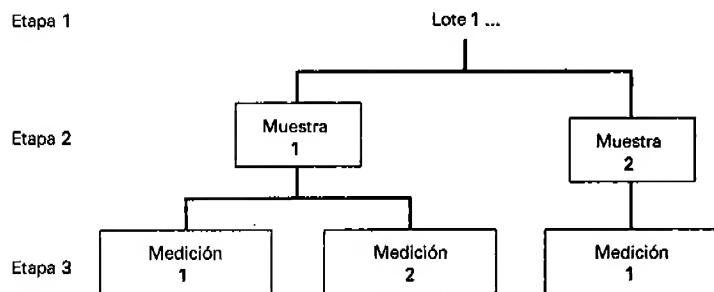 Etapa 1
Lote 1 ...
Etapa 2
Muestra
1
Muestra
2
Etapa 3
Medición
1
Medición
2
Medición
1